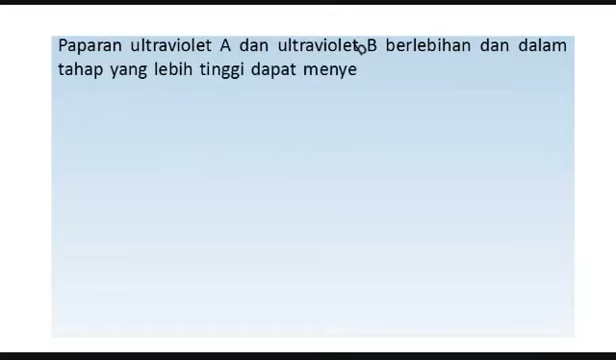 Paparan ultraviolet A dan ultraviolet B berlebihan dan dalam
tahap yang lebih tinggi dapat menye